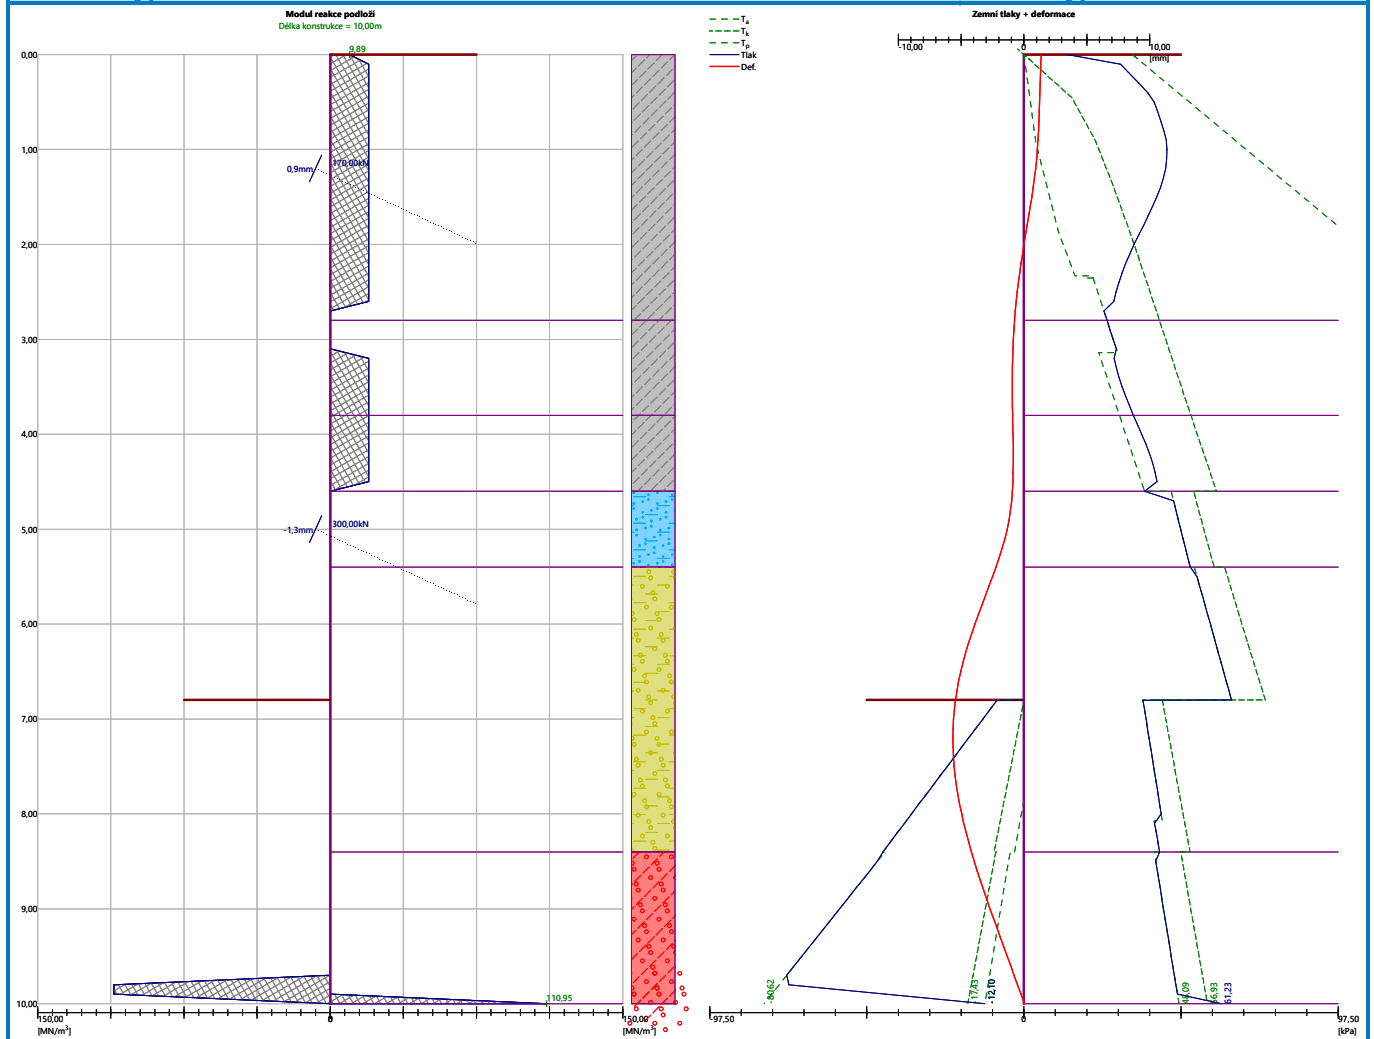 Modul reakce podloží
Délka konstrukce = 10,00m
9,89
0,00
1,00
0,9mm
170,00kN
2,00
3,00
4,00
-1,3mm
300,00kN
5,00
6,00
7,00
8,00
9,00
10,00
110,95
150,00
0
150,00
[MN/m³]
[MN/m³]
Zemní tlaky + deformace
Ta
Tk
Tp
Tlak
Def.
-10,00
0
10,00
[mm]
-80,62
-17,43
-12,10
48,09
56,93
61,23
-97,50
0
97,50
[kPa]